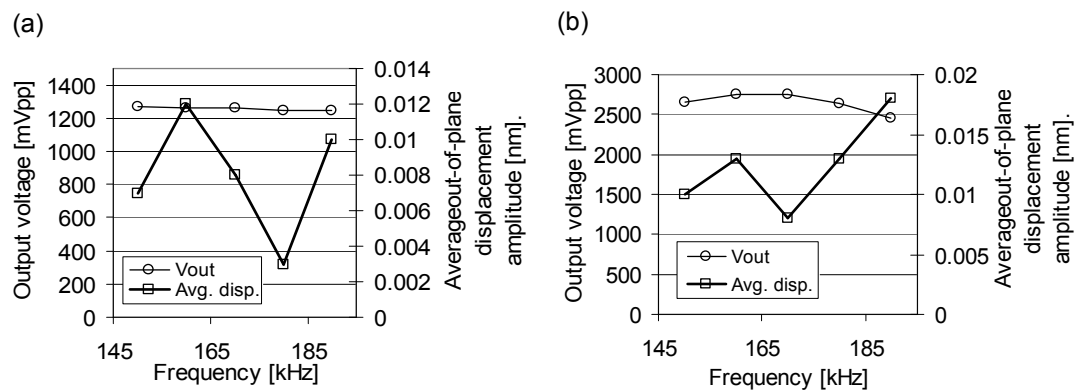 (a)
Output voltage [mVpp]
1400
1200
1000
800
600
400
200
0
0.014
0.012
0.010
0.008
0.006
0.004
0.002
0
Averageout-of-plane
displacement
amplitude [nm].
Vout
Avg. disp.
145
165
185
Frequency [kHz]
(b)
Output voltage [mVpp]
3000
2500
2000
1500
1000
500
0
0.02
0.015
0.01
0.005
0
Averageout-of-plane
displacement
amplitude [nm].
Vout
Avg. disp.
145
165
185
Frequency [kHz]